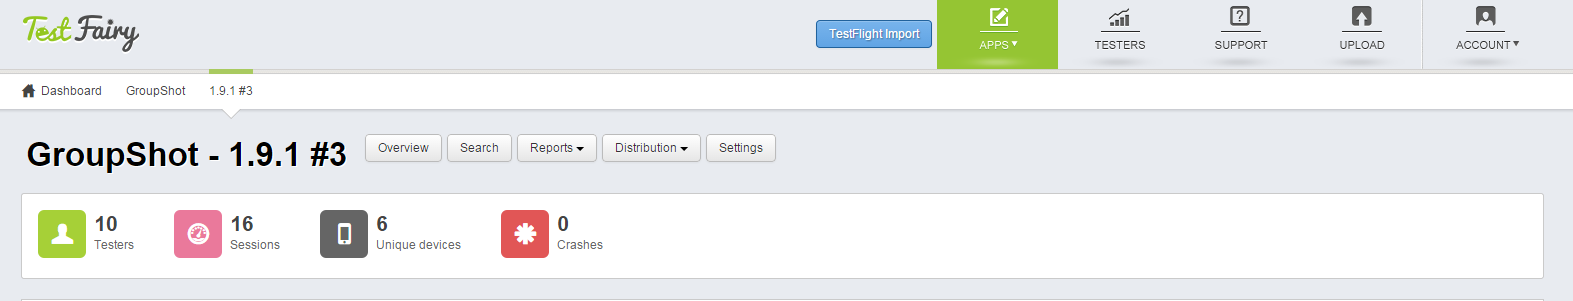 Test Fairy
TestFlight Import
APPS
TESTERS
SUPPORT
UPLOAD
ACCOUNT
Dashboard
GroupShot
1.9.1 #3
GroupShot - 1.9.1 #3
Overview
Search
Reports
Distribution
Settings
10
Testers
16
Sessions
6
Unique devices
0
Crashes